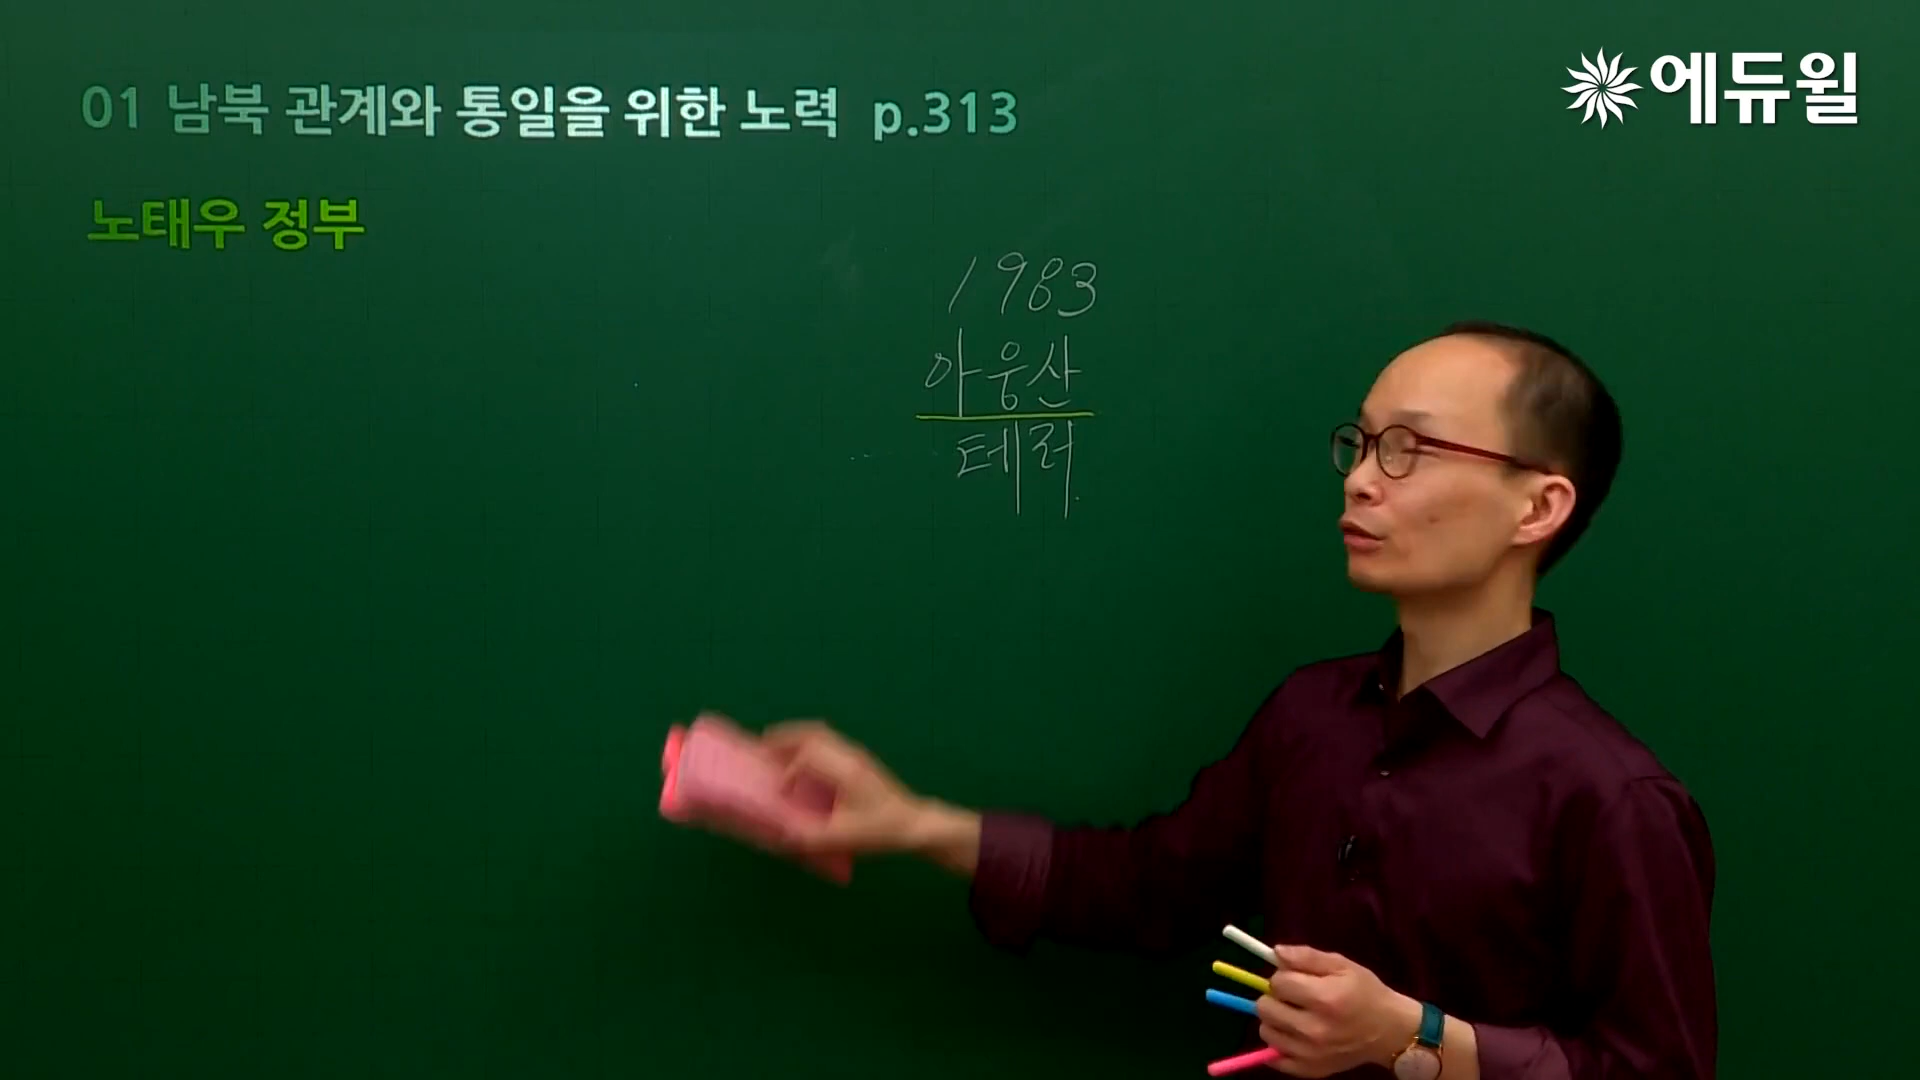 01 남북 관계와 통일을 위한 노력 p.313
에듀윌
노태우 정부
1983
아웅산
테러